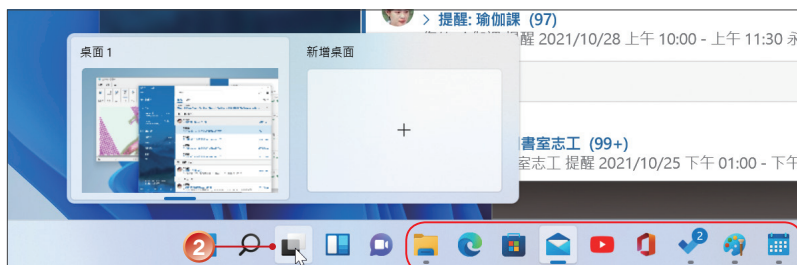 > 提醒: 瑜伽課 (97)
提醒 2021/10/28 上午 10:00 - 上午 11:30
桌面 1
新增桌面
書室志工 (99+)
室志工 提醒 2021/10/25 下午 01:00 - 下午
2
2